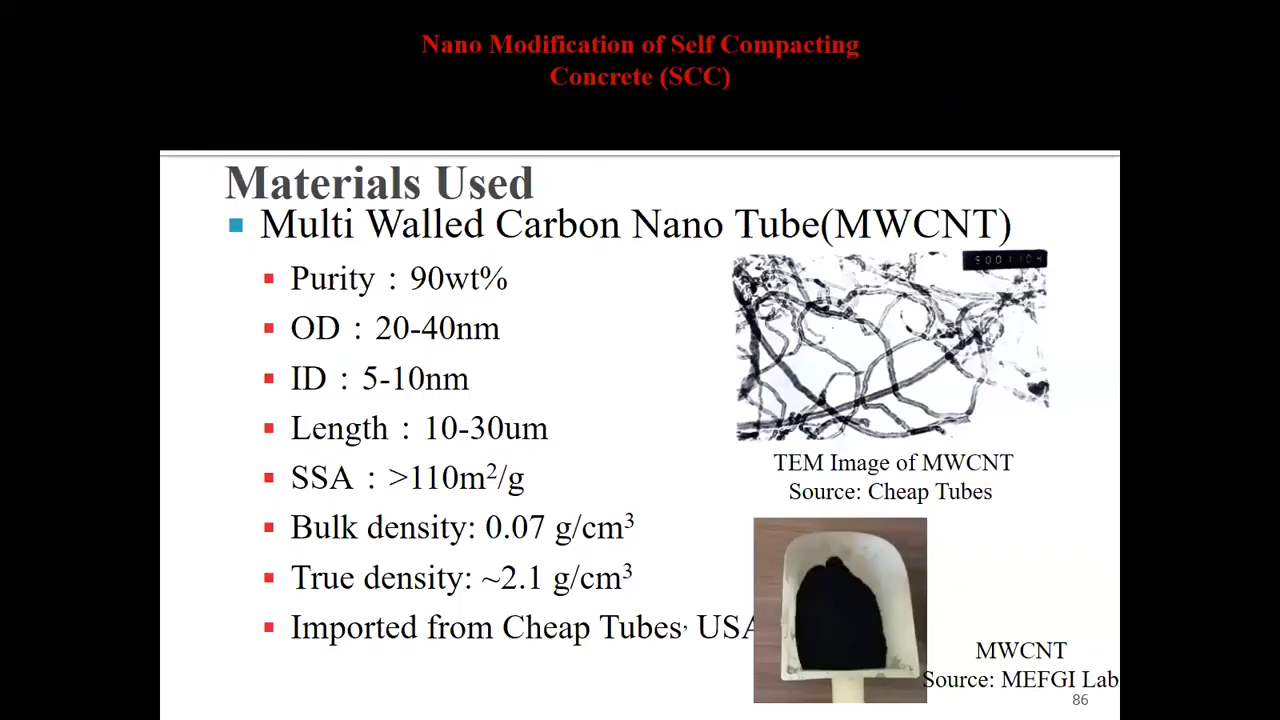 Nano Modification of Self Compacting
Concrete (SCC)
Materials Used
Multi Walled Carbon Nano Tube(MWCNT)
Purity : 90wt%
OD : 20-40nm
ID : 5-10nm
Length : 10-30um
SSA : >110m²/g
Bulk density: 0.07 g/cm³
True density: ~2.1 g/cm³
Imported from Cheap Tubes, USA
TEM Image of MWCNT
Source: Cheap Tubes
MWCNT
Source: MEFGI Lab
86